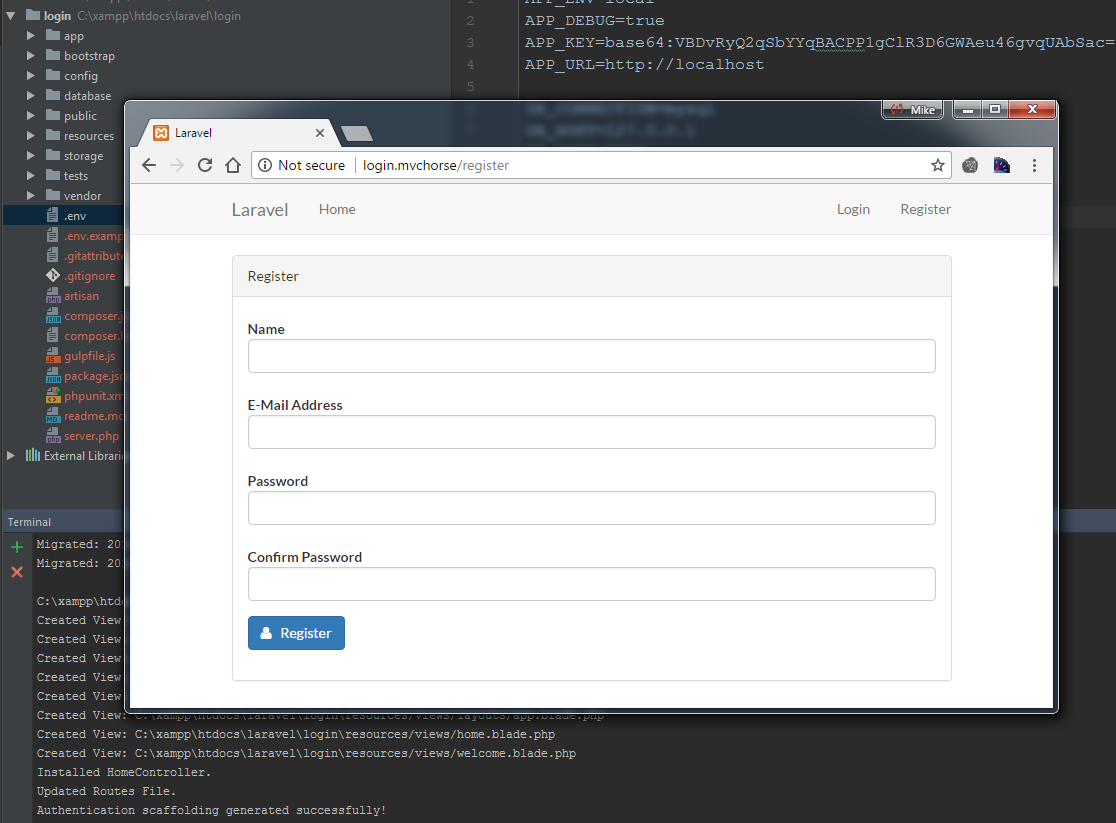 login C:\xampp\htdocs\laravel\login
app
bootstrap
config
database
public
resources
storage
tests
vendor
.env
.env.examp
.gitattribut
.gitignore
artisan
composer.j
composer.l
gulpfile.js
package.jso
phpunit.xm
readme.md
server.php
External Librari
1
2 APP_DEBUG=true
3 APP_KEY=base64:VBDvRyQ2qSbYYqBACPP1gClR3D6GWAeu46gvqUAbSac=
4 APP_URL=http://localhost
5
Mike
Laravel
Not secure login.mvchorse/register
Laravel Home Login Register
Register
Name
E-Mail Address
Password
Confirm Password
Register
Terminal
Migrated: 20
Migrated: 20
C:\xampp\htd
Created View
Created View
Created View
Created View
Created View
Created View: C:\xampp\htdocs\laravel\login\resources/views/layouts/app.blade.php
Created View: C:\xampp\htdocs\laravel\login\resources/views/home.blade.php
Created View: C:\xampp\htdocs\laravel\login\resources/views/welcome.blade.php
Installed HomeController.
Updated Routes File.
Authentication scaffolding generated successfully!